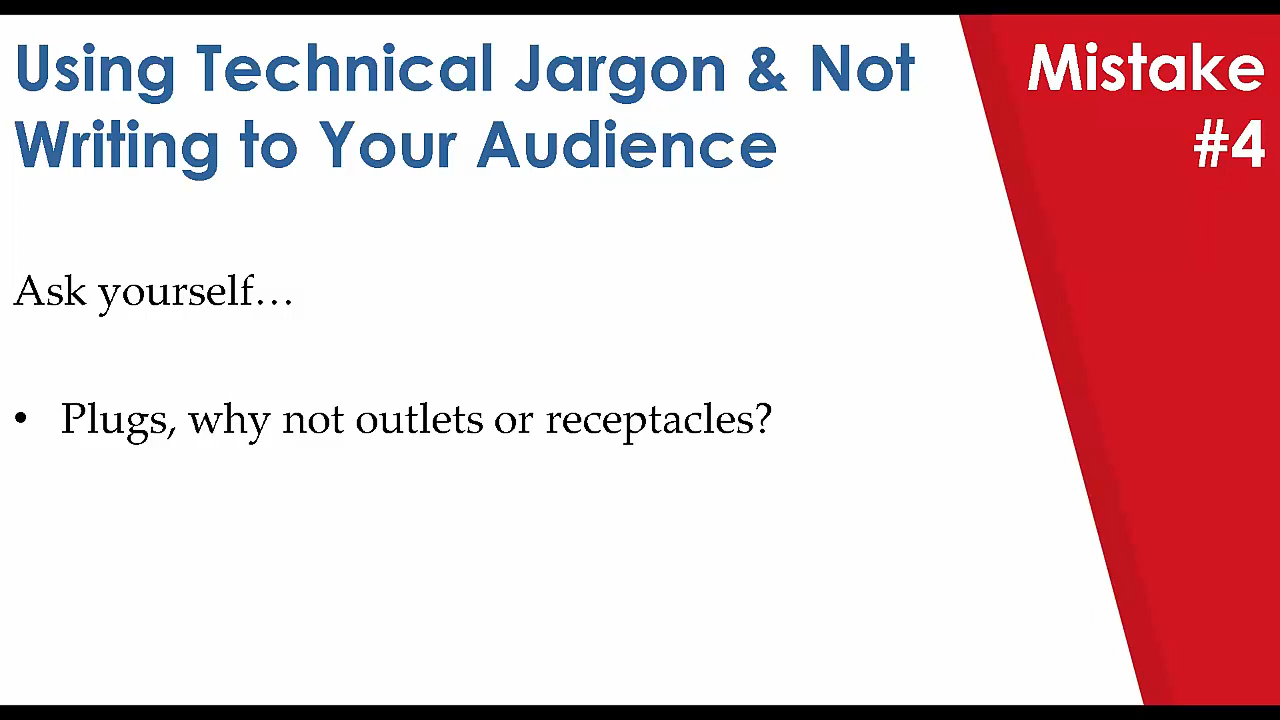 Using Technical Jargon & Not
Writing to Your Audience
Mistake
#4
Ask yourself…
• Plugs, why not outlets or receptacles?